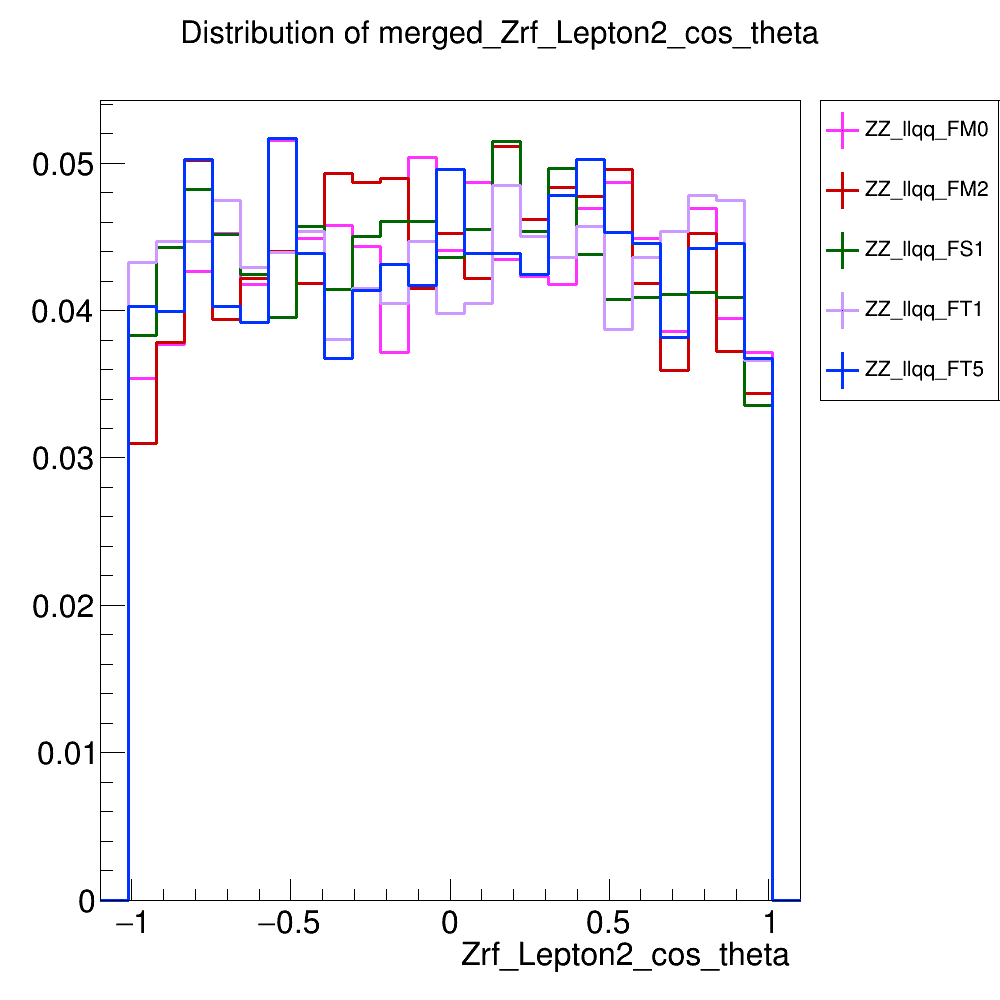 Distribution of merged_Zrf_Lepton2_cos_theta
ZZ_llqq_FM0
ZZ_llqq_FM2
ZZ_llqq_FS1
ZZ_llqq_FT1
ZZ_llqq_FT5
0.05
0.04
0.03
0.02
0.01
0
−1 −0.5 0 0.5 1
Zrf_Lepton2_cos_theta